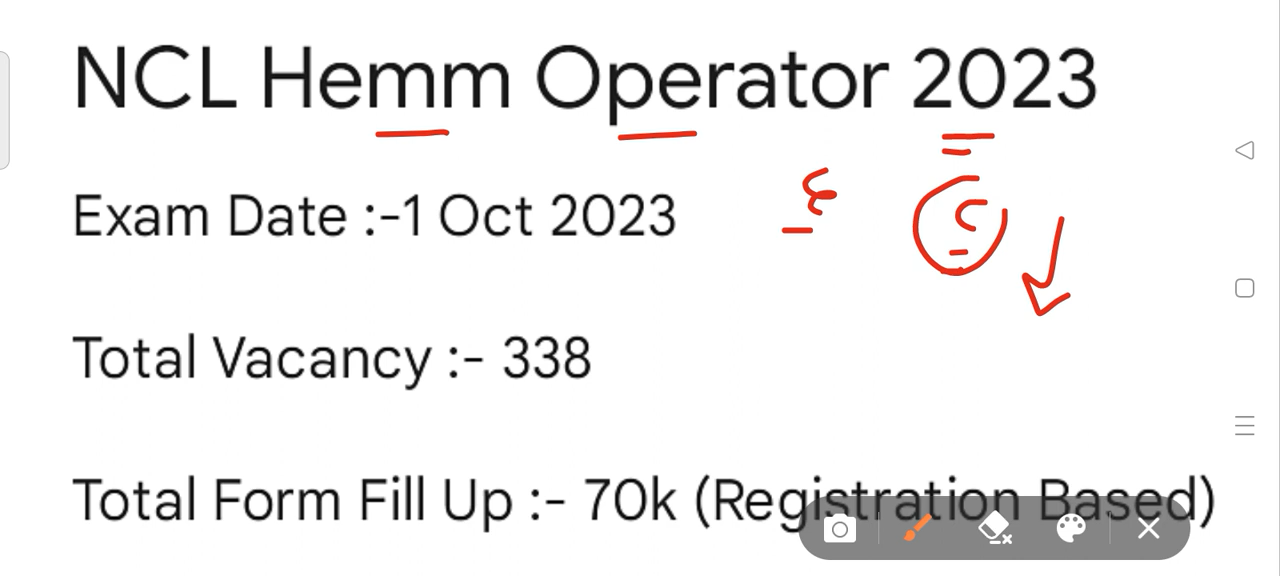 NCL Hemm Operator 2023
Exam Date :-1 Oct 2023
Total Vacancy :- 338
Total Form Fill Up :- 70k (Registration Based)